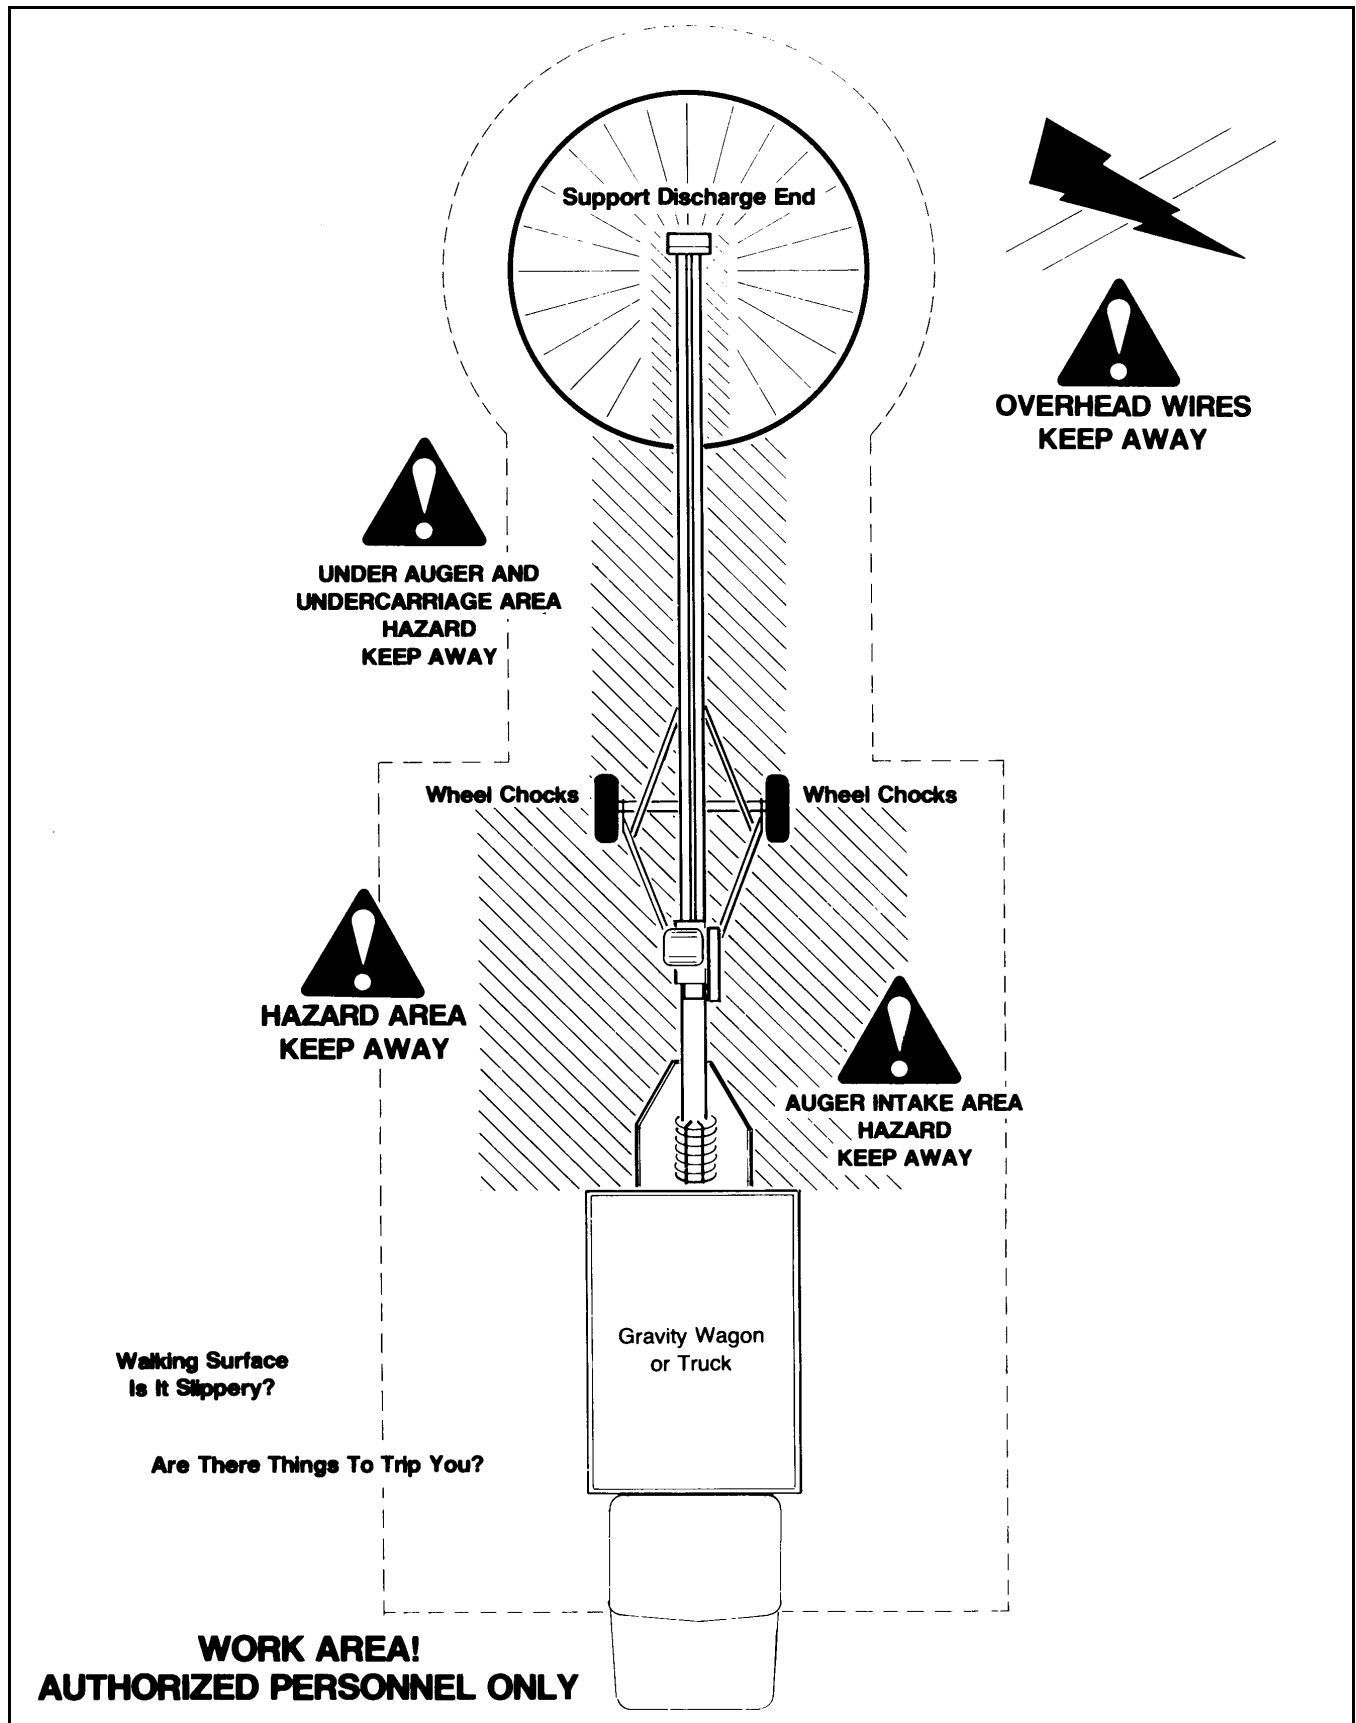 Support Discharge End
OVERHEAD WIRES
KEEP AWAY
UNDER AUGER AND
UNDERCARRIAGE AREA
HAZARD
KEEP AWAY
Wheel Chocks
Wheel Chocks
HAZARD AREA
KEEP AWAY
AUGER INTAKE AREA
HAZARD
KEEP AWAY
Gravity Wagon
or Truck
Walking Surface
Is It Slippery?
Are There Things To Trip You?
WORK AREA!
AUTHORIZED PERSONNEL ONLY